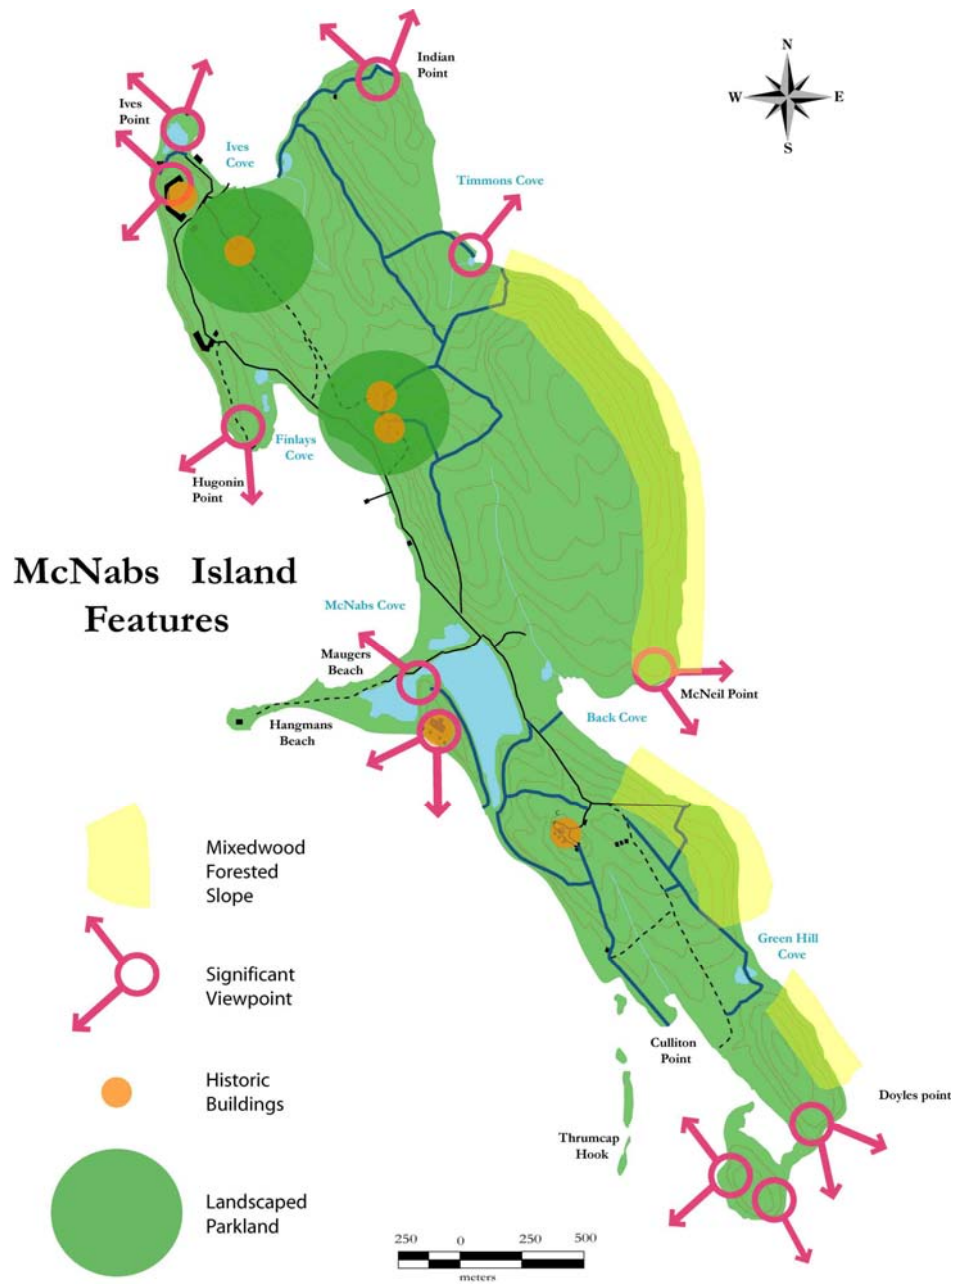 Indian
Point
N
W
E
S
Ives
Point
Ives
Cove
Timmons Cove
Finlays
Cove
Hugonin
Point
McNabs Island
Features
McNabs Cove
Maugers
Beach
McNeil Point
Hangmans
Beach
Back Cove
Mixedwood
Forested
Slope
Green Hill
Cove
Significant
Viewpoint
Culliton
Point
Historic
Buildings
Doyles point
Thrumcap
Hook
Landscaped
Parkland
250 0 250 500
meters